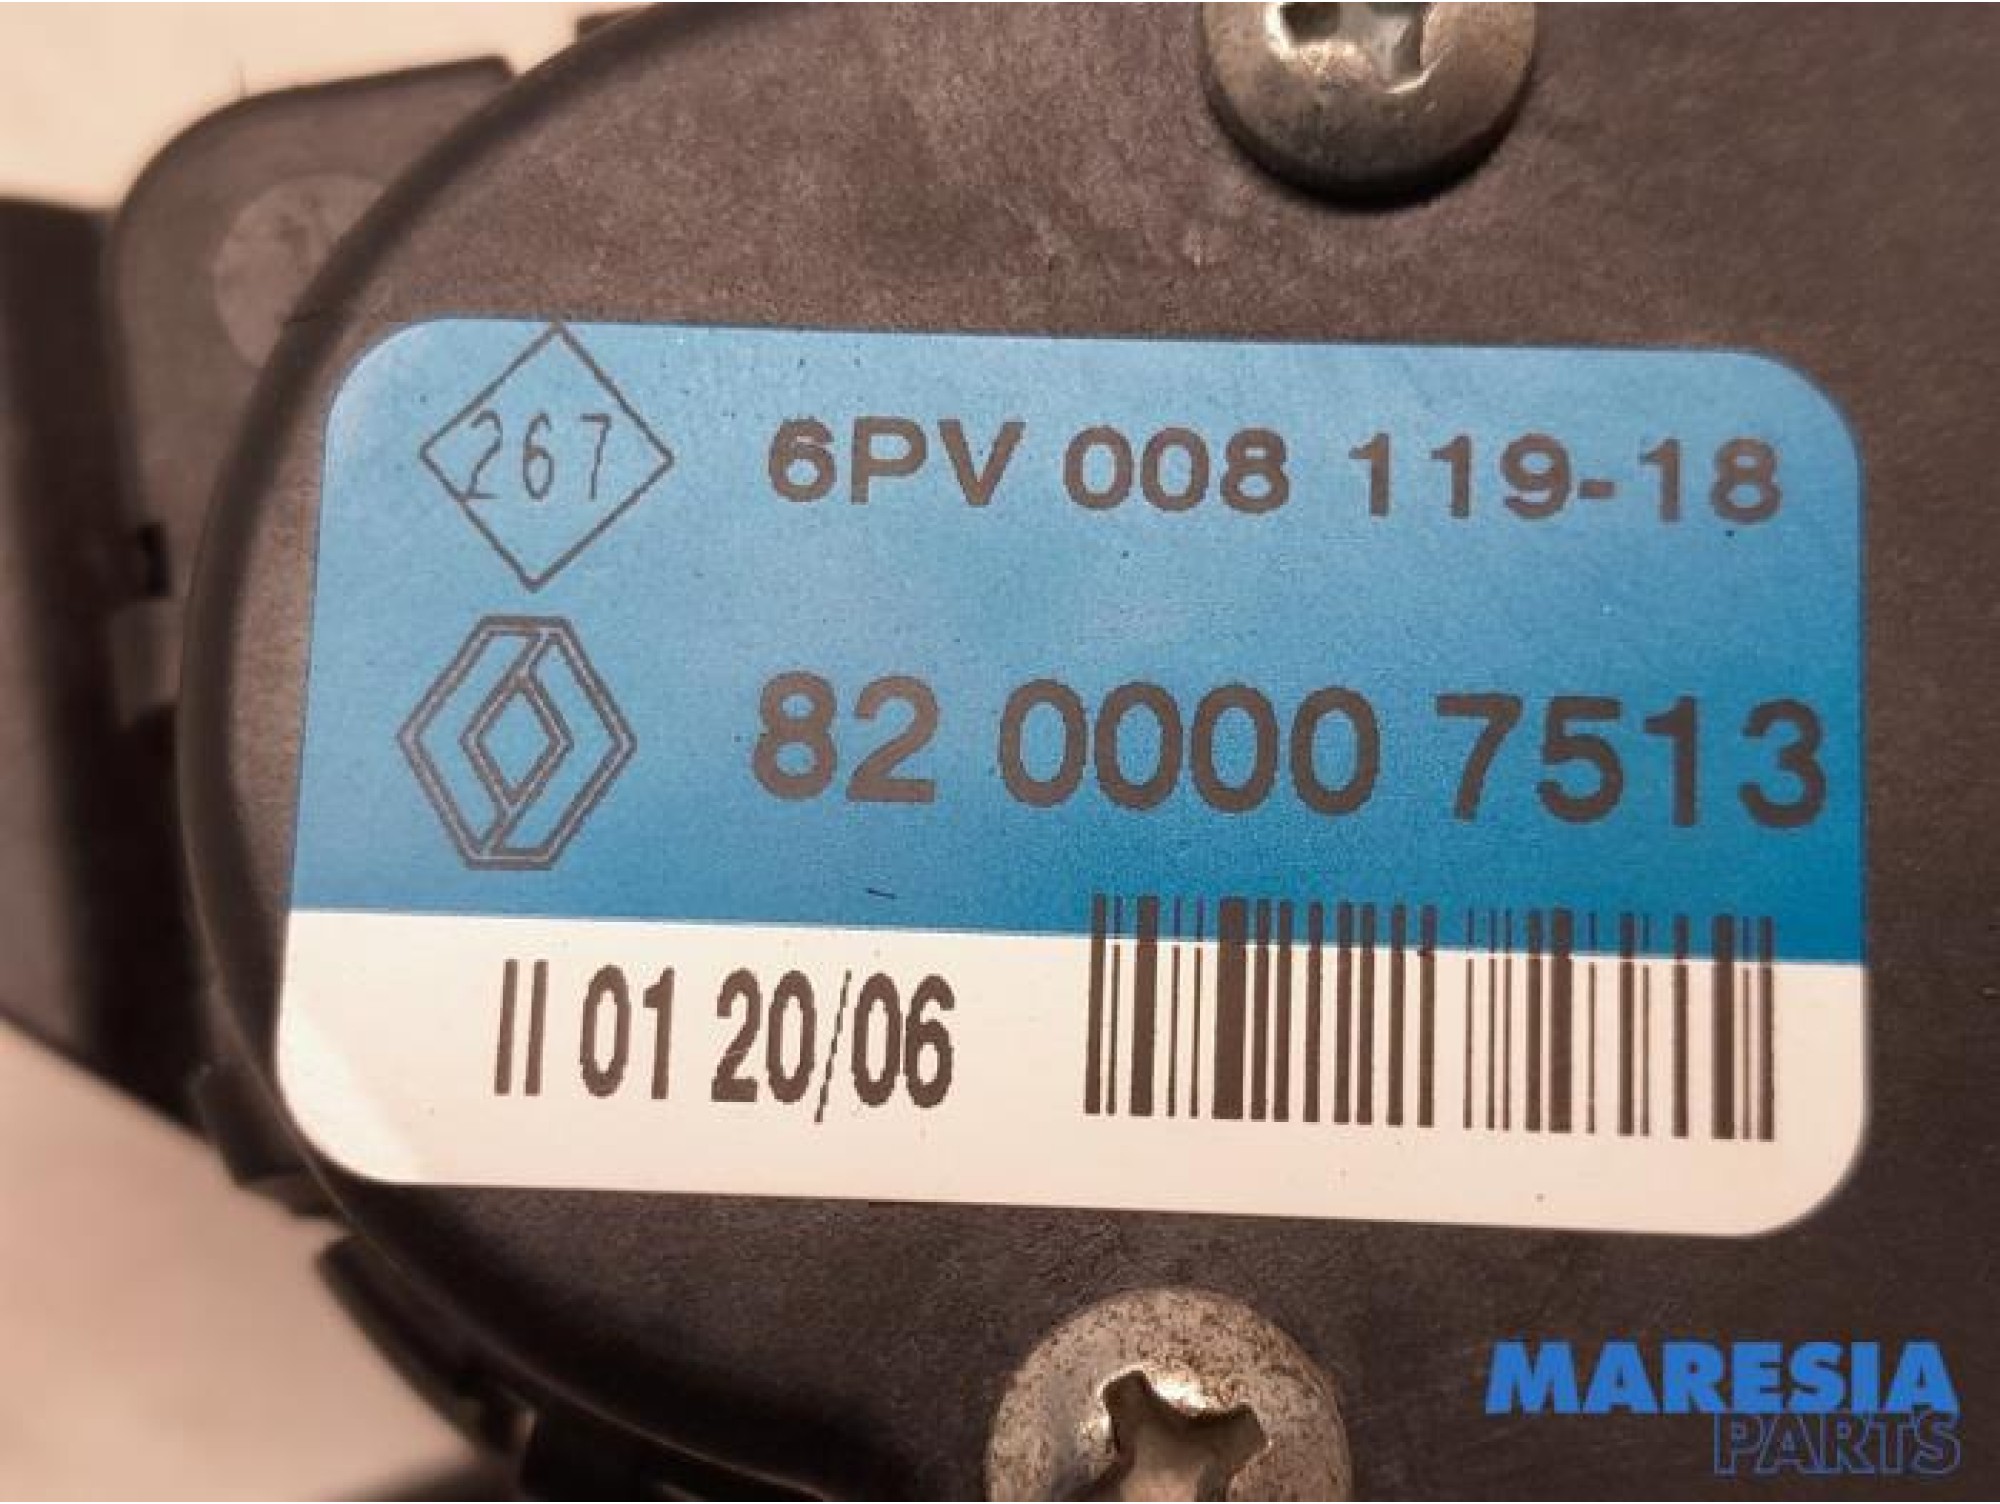 267
6PV 008 119-18
82 0000 7513
II 01 20/06
MARESIA
PARTS